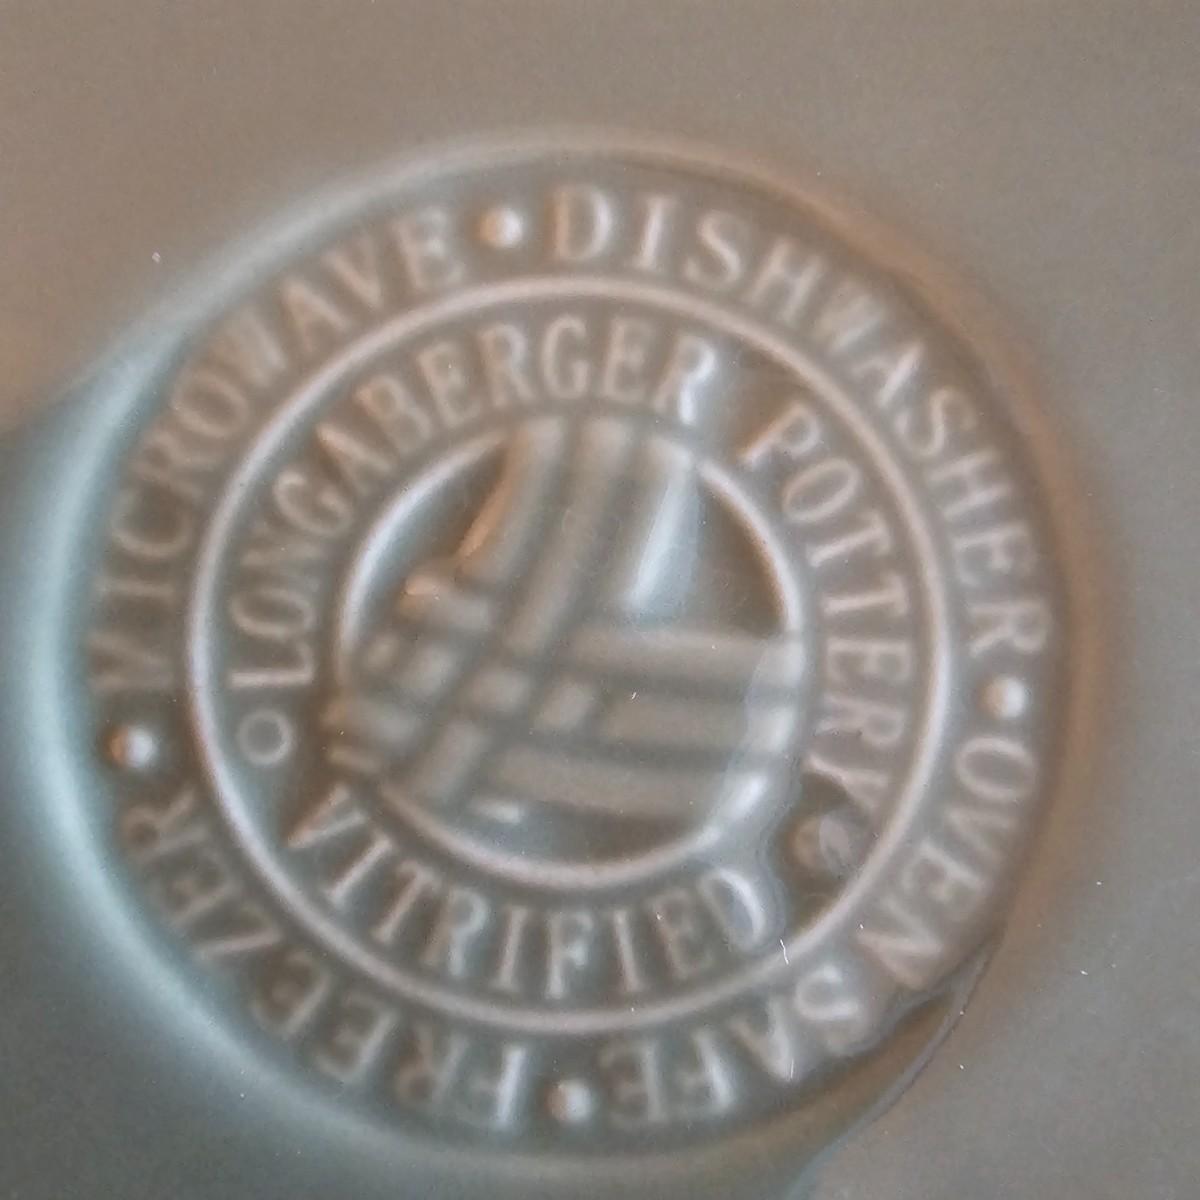 MICROWAVE • DISHWASHER • OVEN SAFE • FREEZER •
LONGABERGER POTTERY
VITRIFIED